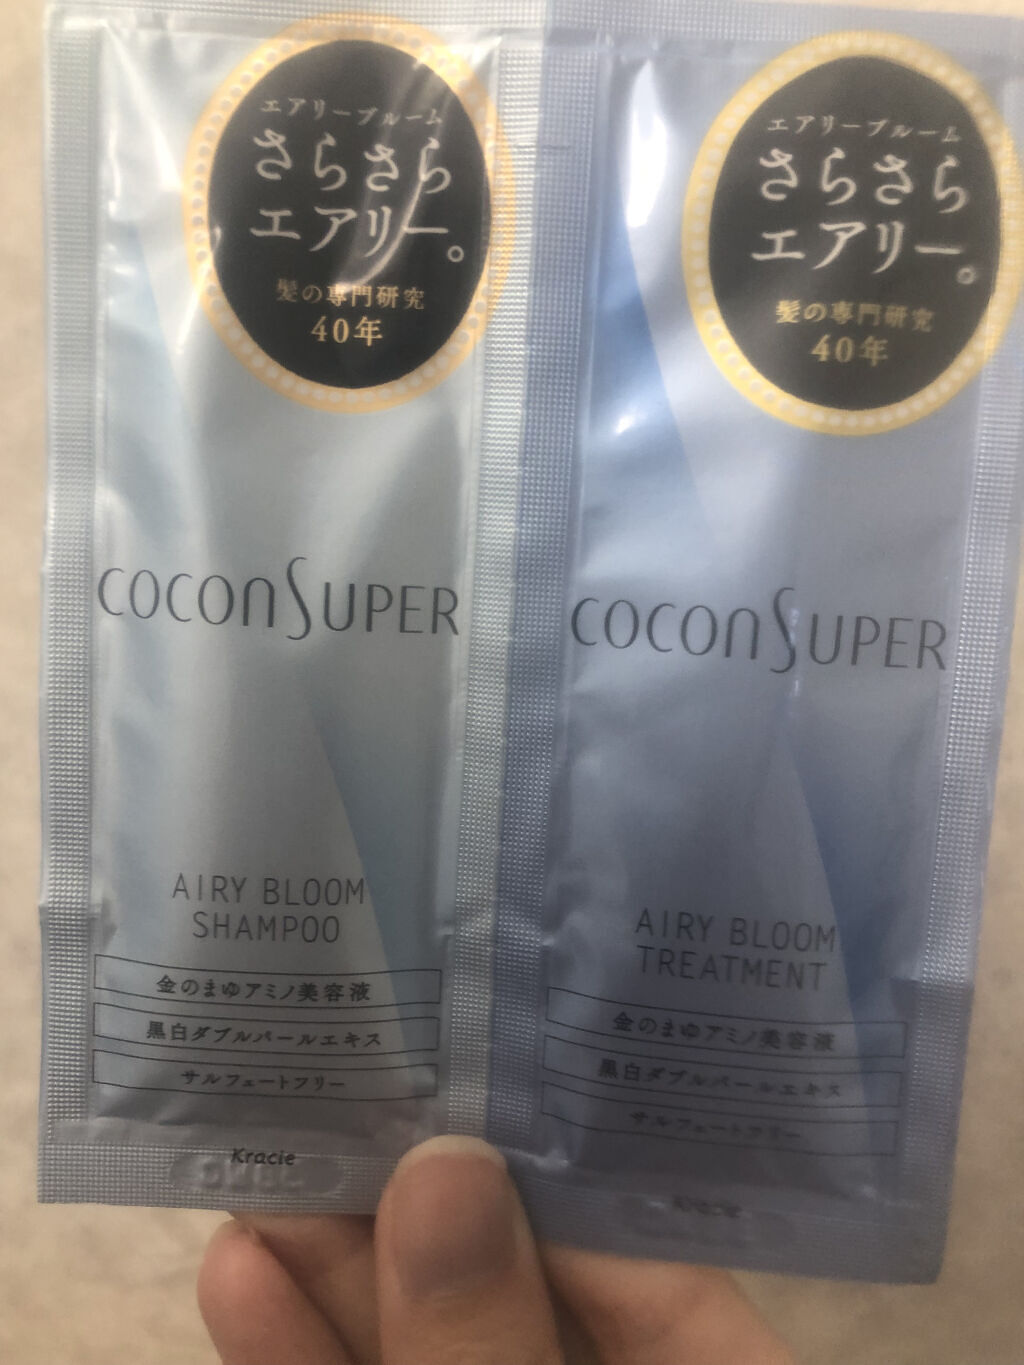 エアリーブルーム
さらさら
エアリー。
髪の専門研究
40年
COCONSUPER
AIRY BLOOM
SHAMPOO
金のまゆアミノ美容液
黒白ダブルパールエキス
サルフェートフリー
Kracie
エアリーブルーム
さらさら
エアリー。
髪の専門研究
40年
COCONSUPER
AIRY BLOOM
TREATMENT
金のまゆアミノ美容液
黒白ダブルパールエキス
サルフェートフリー
Kracie